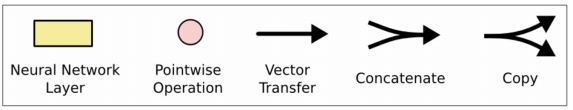 Neural Network
Layer
Pointwise
Operation
Vector
Transfer
Concatenate
Copy